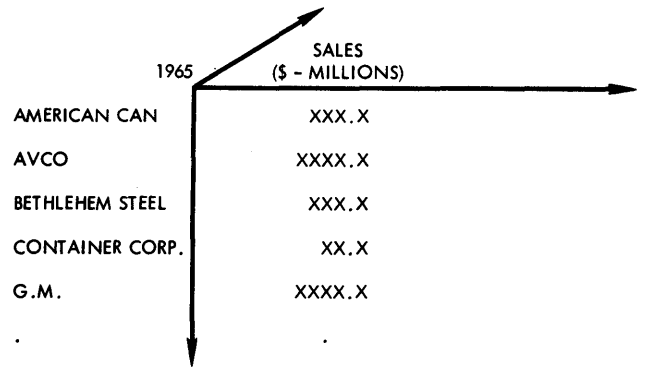 SALES
1965 ($ - MILLIONS)
AMERICAN CAN XXX.X
AVCO XXXX.X
BETHLEHEM STEEL XXX.X
CONTAINER CORP. XX.X
G.M. XXXX.X
. .